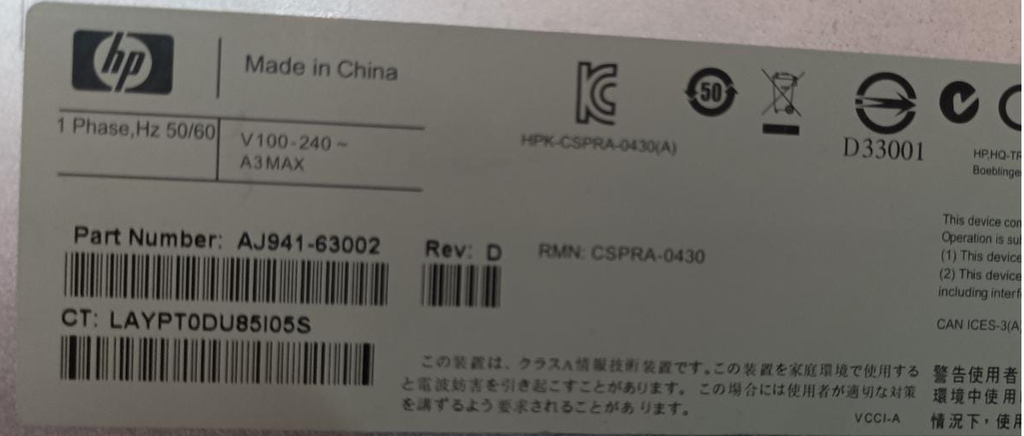 hp
Made in China
1 Phase,Hz 50/60
V100-240 ~
A3MAX
HPK-CSPRA-0430(A)
50
D33001
HP,HQ-TR
Boeblinge
Part Number: AJ941-63002
Rev: D
RMN: CSPRA-0430
CT: LAYPT0DU85I05S
This device con
Operation is su
(1) This device
(2) This device
including interf
CAN ICES-3(A
この装置は、クラスA情報技術装置です。この装置を家庭環境で使用する
と電波妨害を引き起こすことがあります。 この場合には使用者が適切な対策
を講ずるよう要求されることがあります。
VCCI-A
警告使用者
環境中使用
情況下，使用